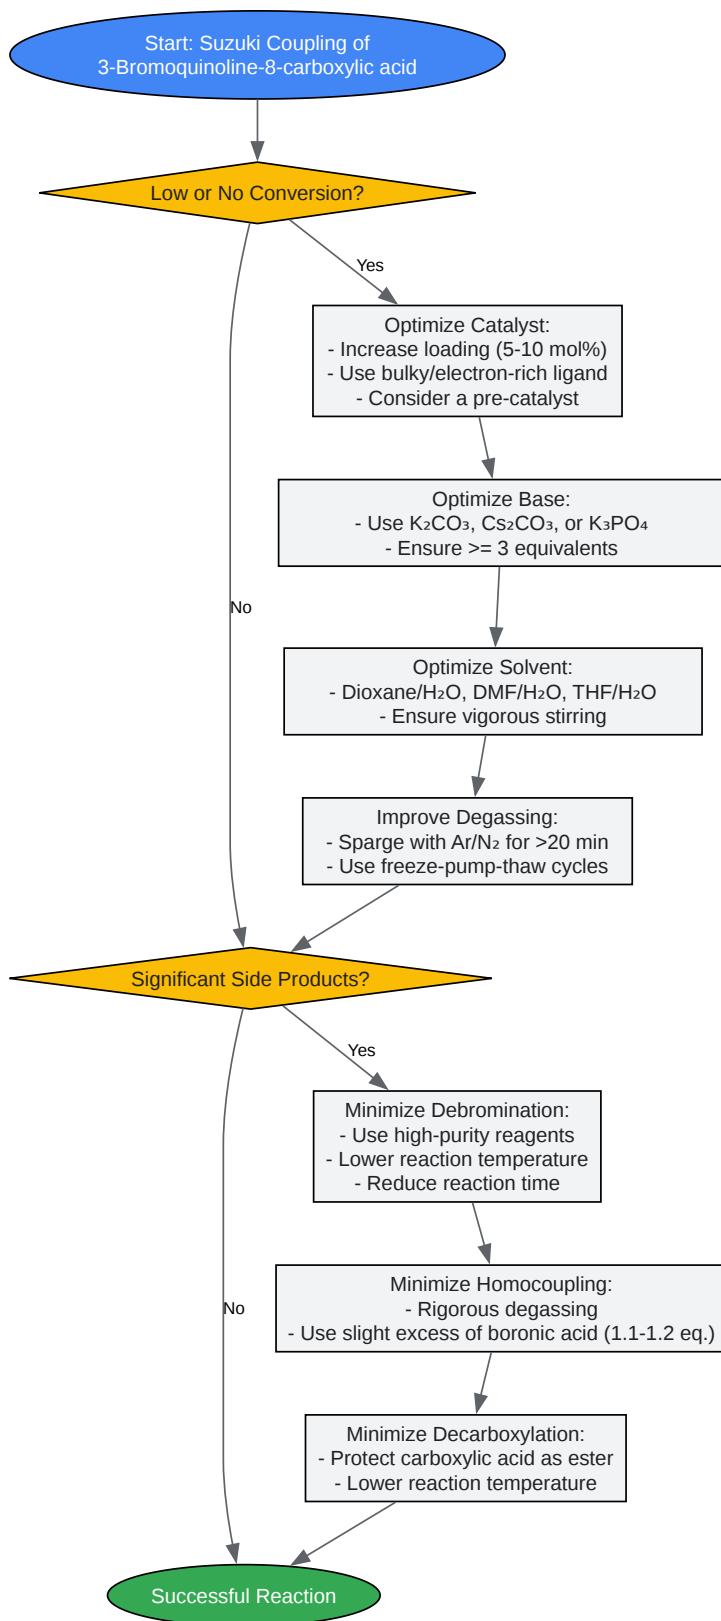 Start: Suzuki Coupling of
3-Bromoquinoline-8-carboxylic acid
Low or No Conversion?
Yes
Optimize Catalyst:
- Increase loading (5-10 mol%)
- Use bulky/electron-rich ligand
- Consider a pre-catalyst
Optimize Base:
- Use K₂CO₃, Cs₂CO₃, or K₃PO₄
- Ensure >= 3 equivalents
No
Optimize Solvent:
- Dioxane/H₂O, DMF/H₂O, THF/H₂O
- Ensure vigorous stirring
Improve Degassing:
- Sparge with Ar/N₂ for >20 min
- Use freeze-pump-thaw cycles
Significant Side Products?
Yes
Minimize Debromination:
- Use high-purity reagents
- Lower reaction temperature
- Reduce reaction time
Minimize Homocoupling:
- Rigorous degassing
- Use slight excess of boronic acid (1.1-1.2 eq.)
No
Minimize Decarboxylation:
- Protect carboxylic acid as ester
- Lower reaction temperature
Successful Reaction